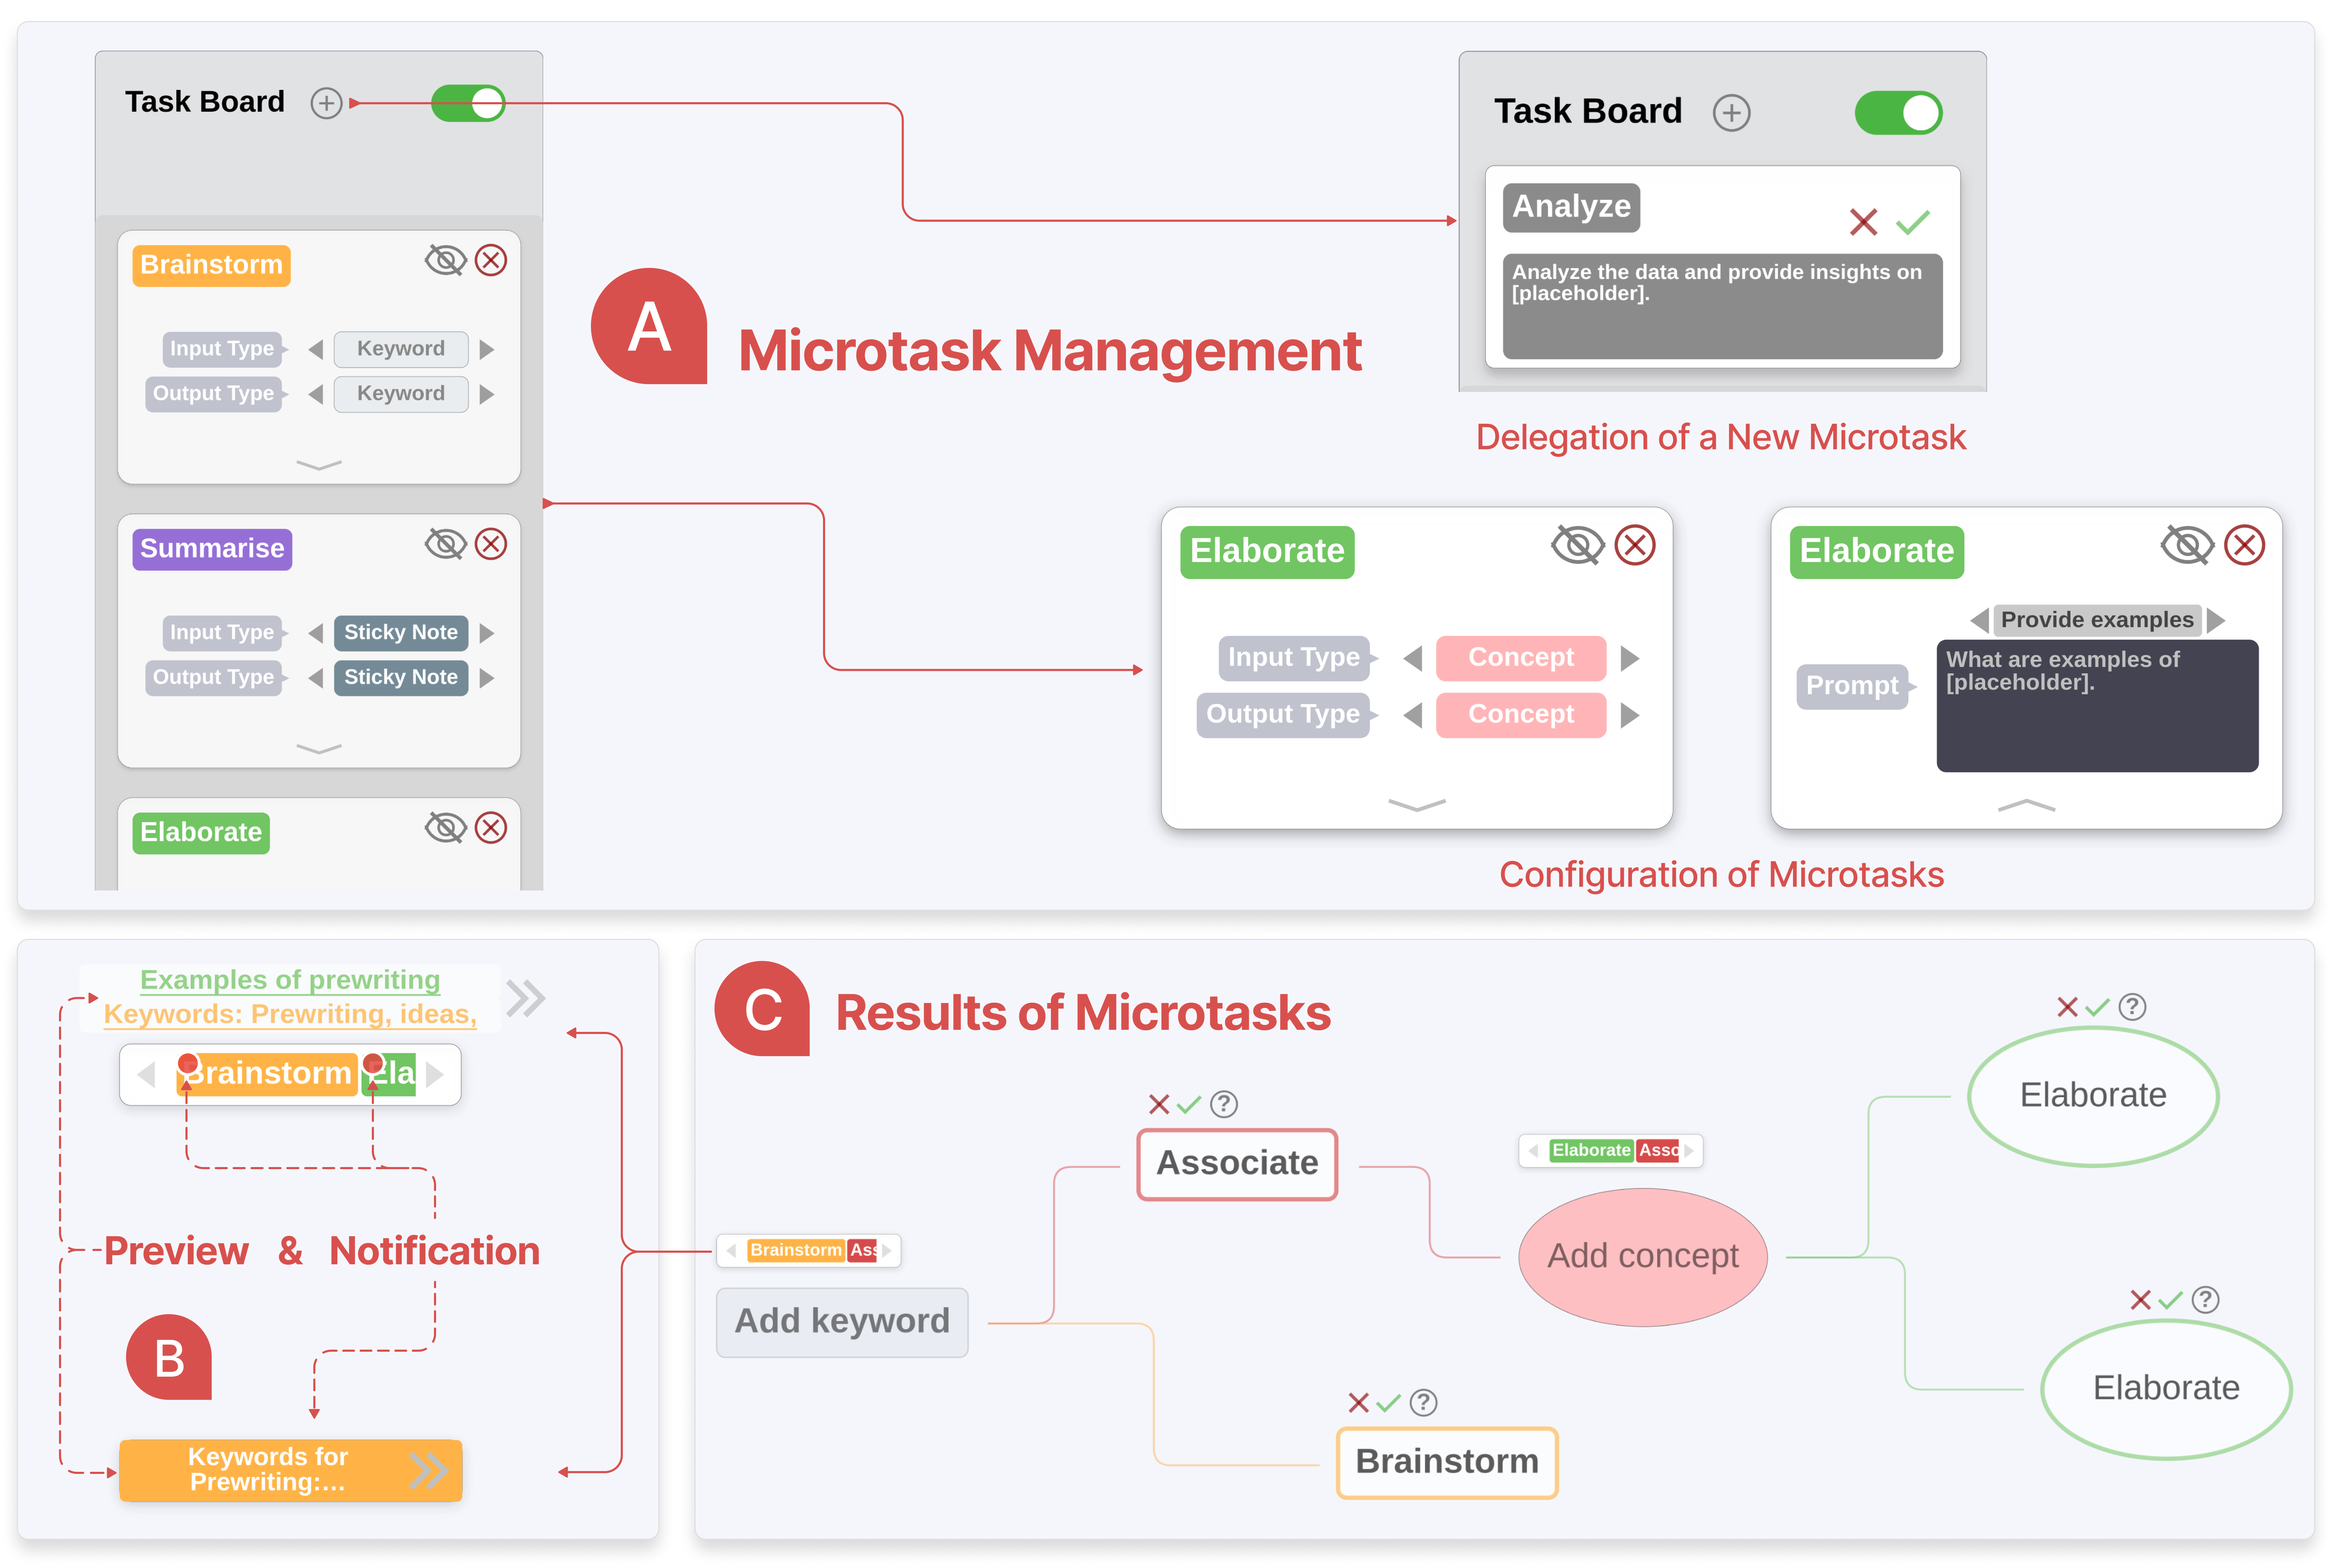 Task Board
Brainstorm
Input Type
Keyword
Output Type
Keyword
Summarise
Input Type
Sticky Note
Output Type
Sticky Note
Elaborate
A
Microtask Management
Task Board
Analyze
Analyze the data and provide insights on
[placeholder].
Delegation of a New Microtask
Elaborate
Input Type
Concept
Output Type
Concept
Elaborate
Provide examples
Prompt
What are examples of
[placeholder].
Configuration of Microtasks
Examples of prewriting
Keywords: Prewriting, ideas,
Brainstorm Ela
Preview & Notification
B
Keywords for
Prewriting:...
C
Results of Microtasks
Brainstorm Ass
Add keyword
?
Associate
?
Brainstorm
Elaborate Asso
Add concept
?
Elaborate
?
Elaborate